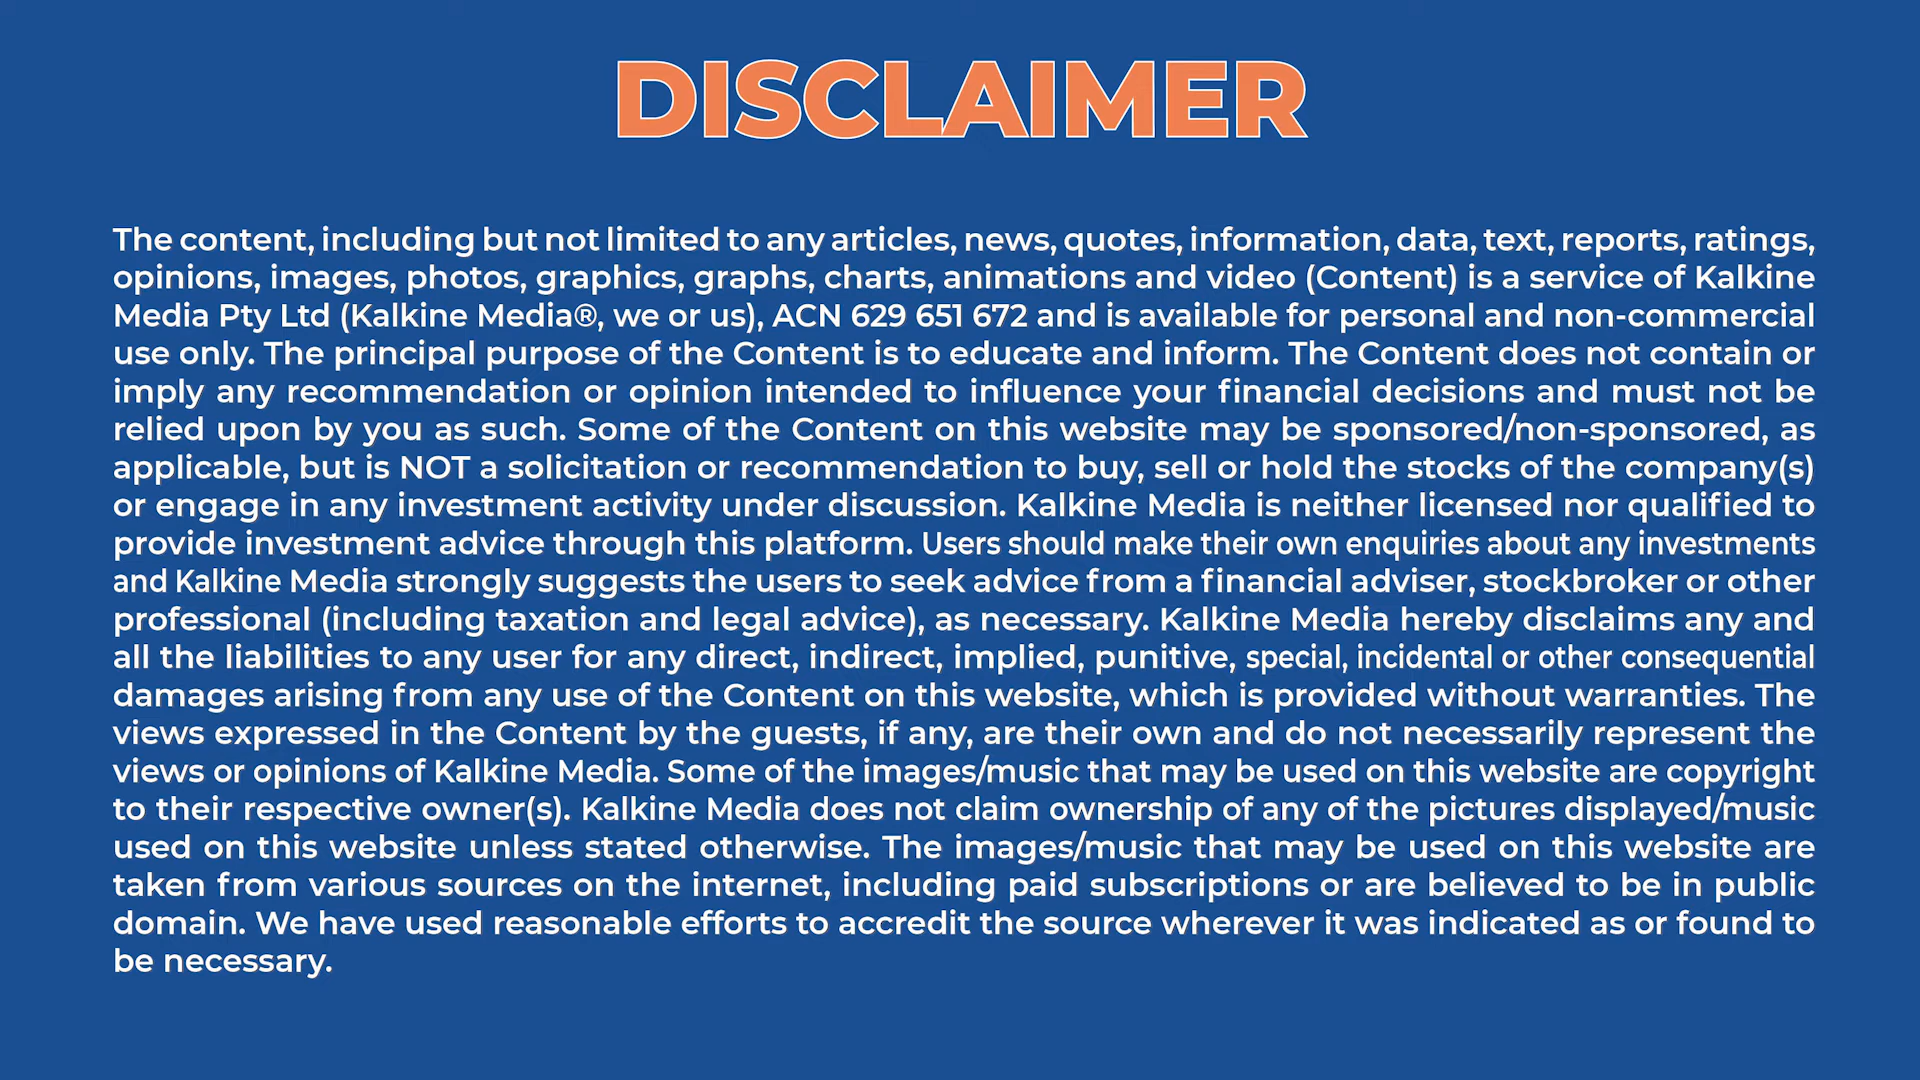 DISCLAIMER
The content, including but not limited to any articles, news, quotes, information, data, text, reports, ratings,
opinions, images, photos, graphics, graphs, charts, animations and video (Content) is a service of Kalkine
Media Pty Ltd (Kalkine Media®, we or us), ACN 629 651 672 and is available for personal and non-commercial
use only. The principal purpose of the Content is to educate and inform. The Content does not contain or
imply any recommendation or opinion intended to influence your financial decisions and must not be
relied upon by you as such. Some of the Content on this website may be sponsored/non-sponsored, as
applicable, but is NOT a solicitation or recommendation to buy, sell or hold the stocks of the company(s)
or engage in any investment activity under discussion. Kalkine Media is neither licensed nor qualified to
provide investment advice through this platform. Users should make their own enquiries about any investments
and Kalkine Media strongly suggests the users to seek advice from a financial adviser, stockbroker or other
professional (including taxation and legal advice), as necessary. Kalkine Media hereby disclaims any and
all the liabilities to any user for any direct, indirect, implied, punitive, special, incidental or other consequential
damages arising from any use of the Content on this website, which is provided without warranties. The
views expressed in the Content by the guests, if any, are their own and do not necessarily represent the
views or opinions of Kalkine Media. Some of the images/music that may be used on this website are copyright
to their respective owner(s). Kalkine Media does not claim ownership of any of the pictures displayed/music
used on this website unless stated otherwise. The images/music that may be used on this website are
taken from various sources on the internet, including paid subscriptions or are believed to be in public
domain. We have used reasonable efforts to accredit the source wherever it was indicated as or found to
be necessary.